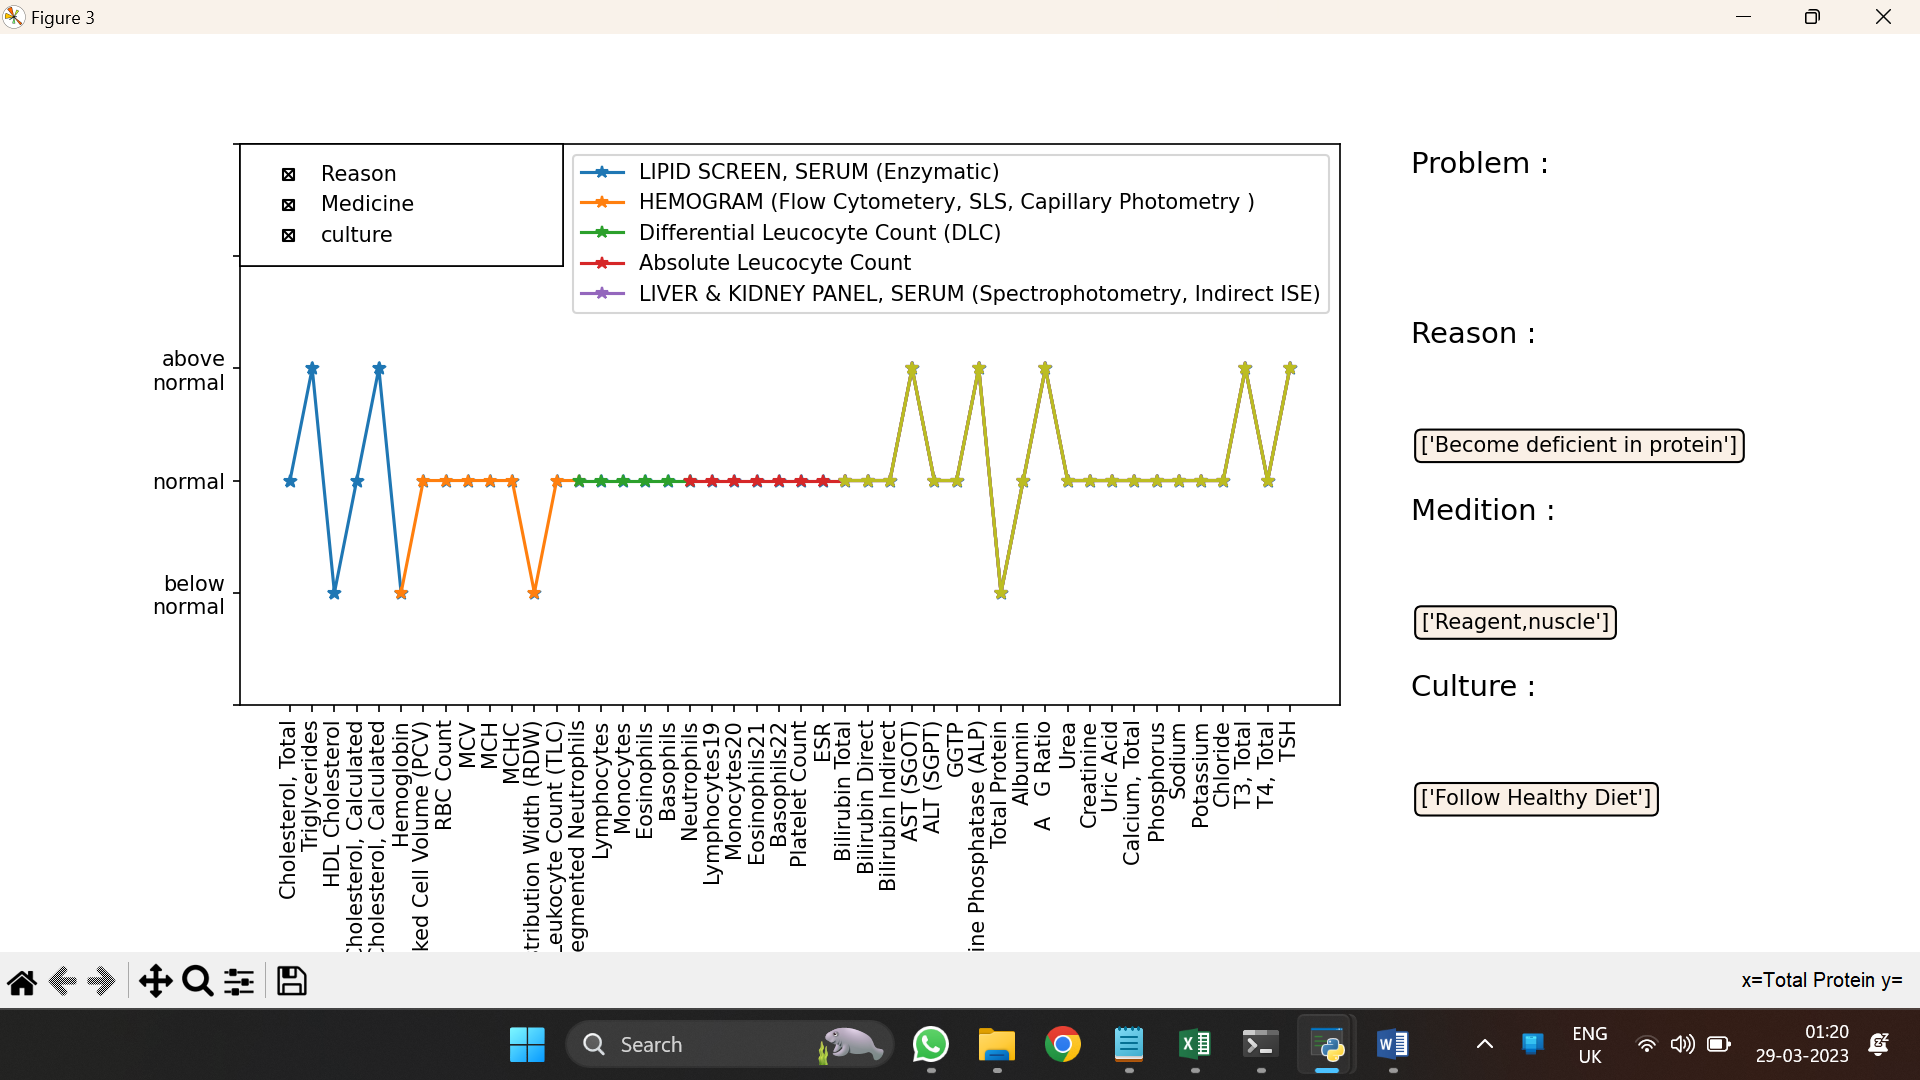 Figure 3
Reason
Medicine
culture
LIPID SCREEN, SERUM (Enzymatic)
HEMOGRAM (Flow Cytometery, SLS, Capillary Photometry )
Differential Leucocyte Count (DLC)
Absolute Leucocyte Count
LIVER & KIDNEY PANEL, SERUM (Spectrophotometry, Indirect ISE)
above
normal
normal
below
normal
Cholesterol, Total
Triglycerides
HDL Cholesterol
Cholesterol, Calculated
Cholesterol, Calculated
Hemoglobin
ked Cell Volume (PCV)
RBC Count
MCV
MCH
MCHC
tribution Width (RDW)
Leukocyte Count (TLC)
egmented Neutrophils
Lymphocytes
Monocytes
Eosinophils
Basophils
Neutrophils
Lymphocytes19
Monocytes20
Eosinophils21
Basophils22
Platelet Count
ESR
Bilirubin Total
Bilirubin Direct
Bilirubin Indirect
AST (SGOT)
ALT (SGPT)
GGTP
ine Phosphatase (ALP)
Total Protein
Albumin
A G Ratio
Urea
Creatinine
Uric Acid
Calcium, Total
Phosphorus
Sodium
Potassium
Chloride
T3, Total
T4, Total
TSH
Problem :
Reason :
['Become deficient in protein']
Medition :
['Reagent,nuscle']
Culture :
['Follow Healthy Diet']
x=Total Protein y=
Search
ENG
UK
01:20
29-03-2023